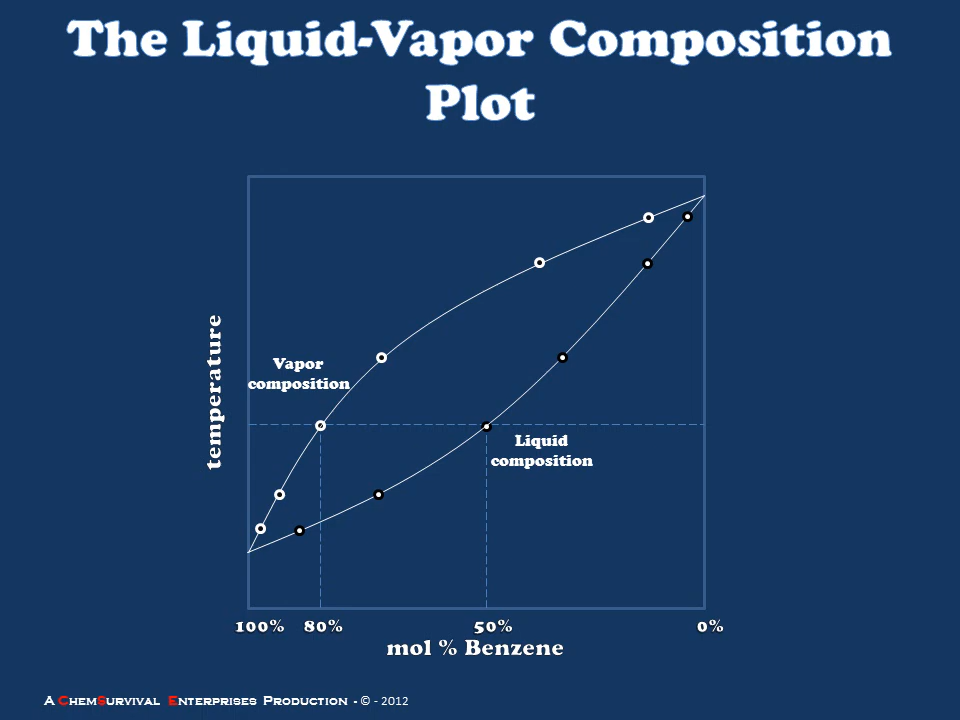 The Liquid-Vapor Composition
Plot
temperature
Vapor
composition
Liquid
composition
100% 80% 50% 0%
mol % Benzene
A ChemSurvival Enterprises Production - © - 2012